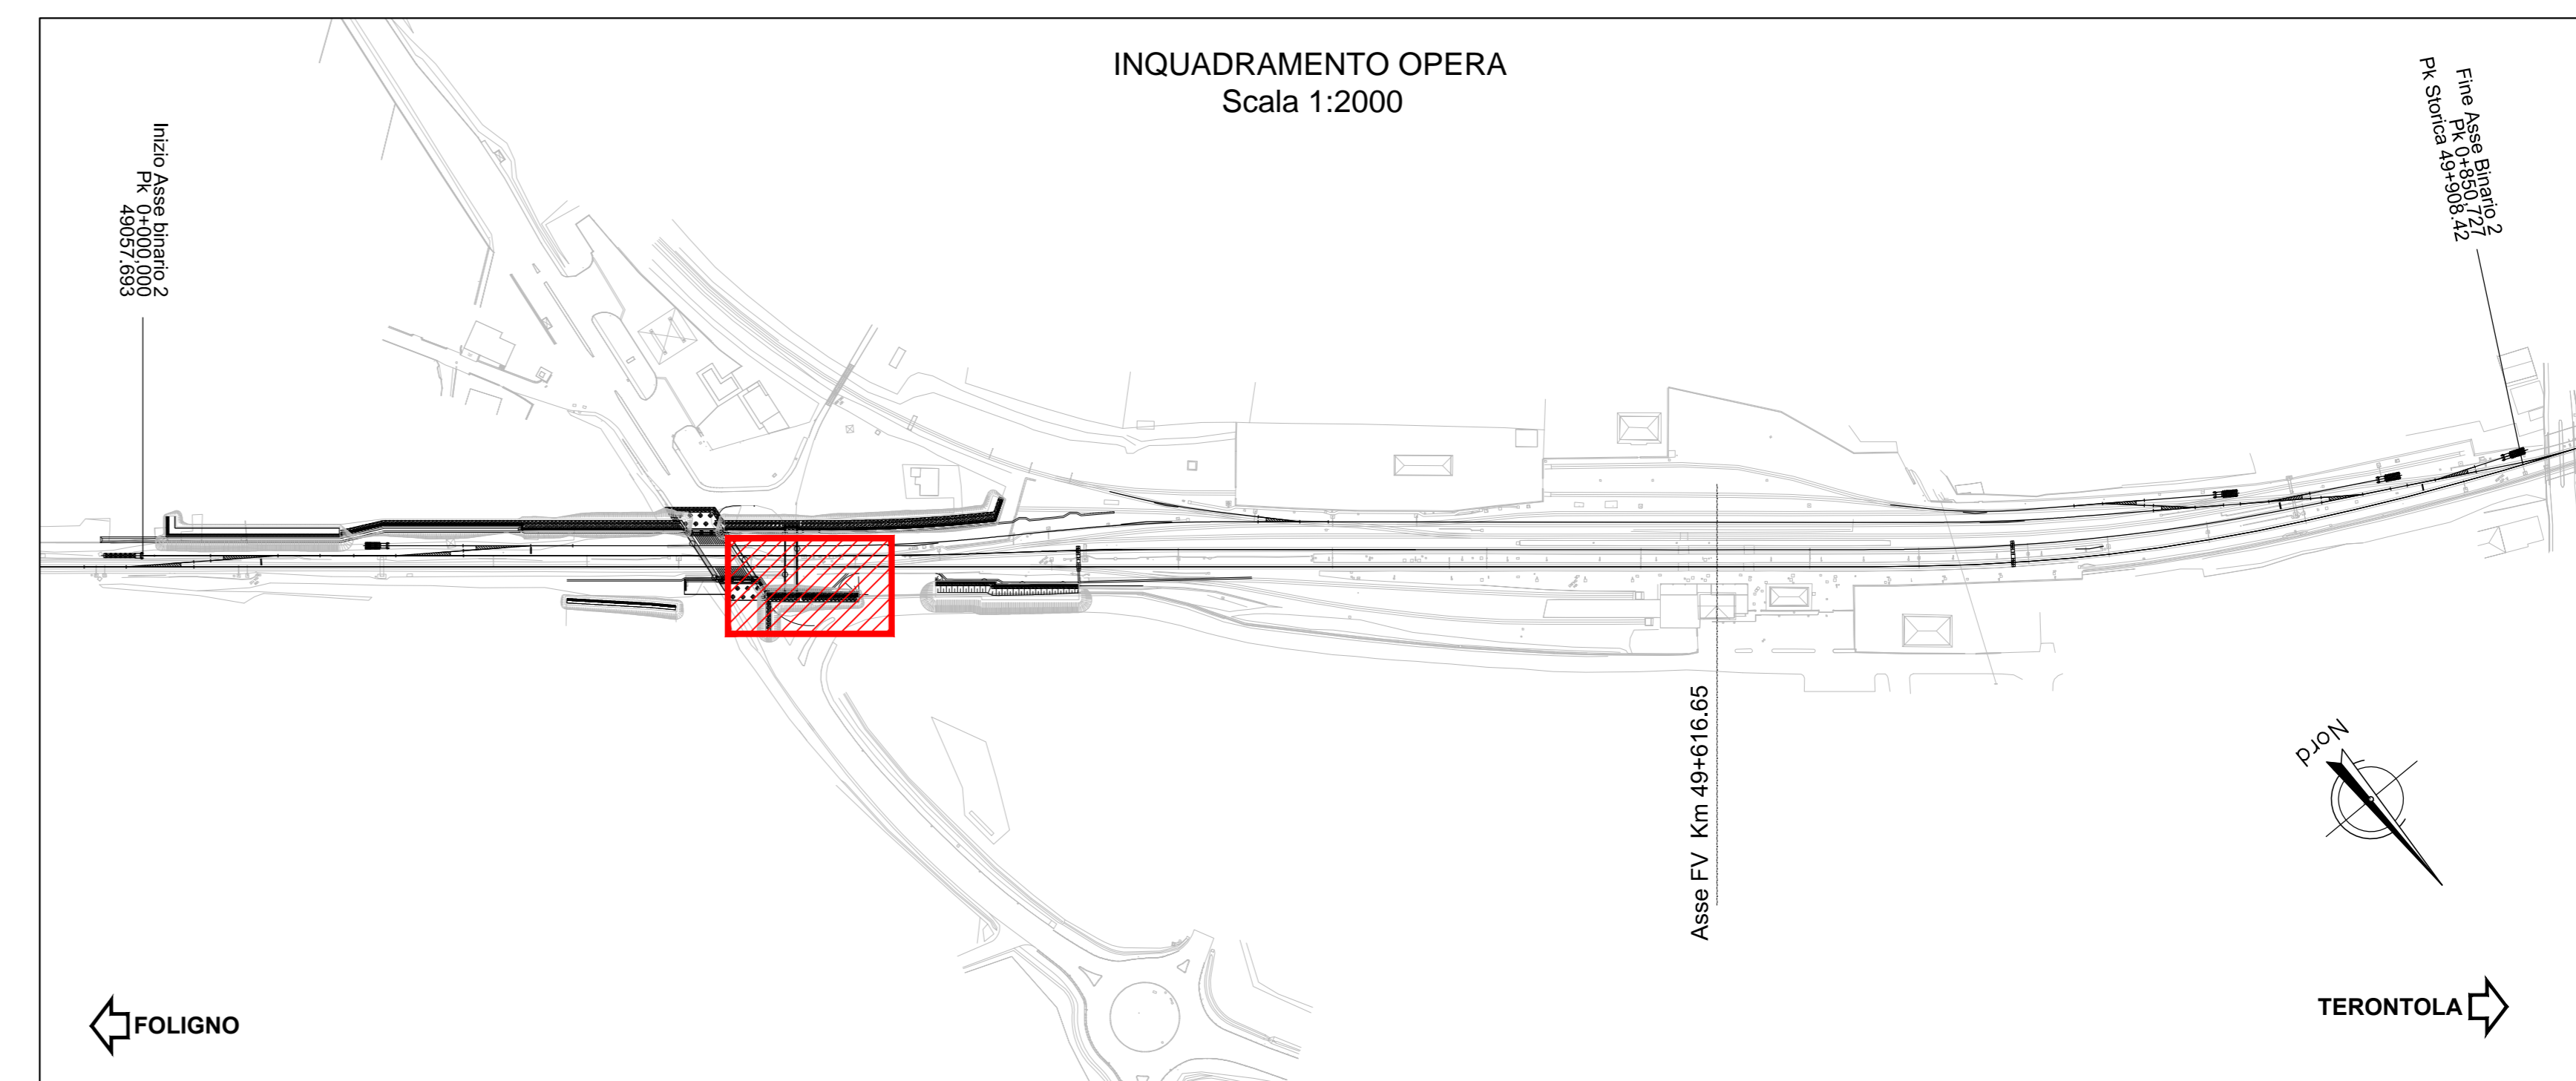 INQUADRAMENTO OPERA
Scala 1:2000
Inizio Asse binario 2
Pk 0+000,000
49057.693
Fine Asse Binario 2
Pk 0+850,727
Pk Storica 49+908.42
Asse FV Km 49+616.65
Nord
FOLIGNO
TERONTOLA